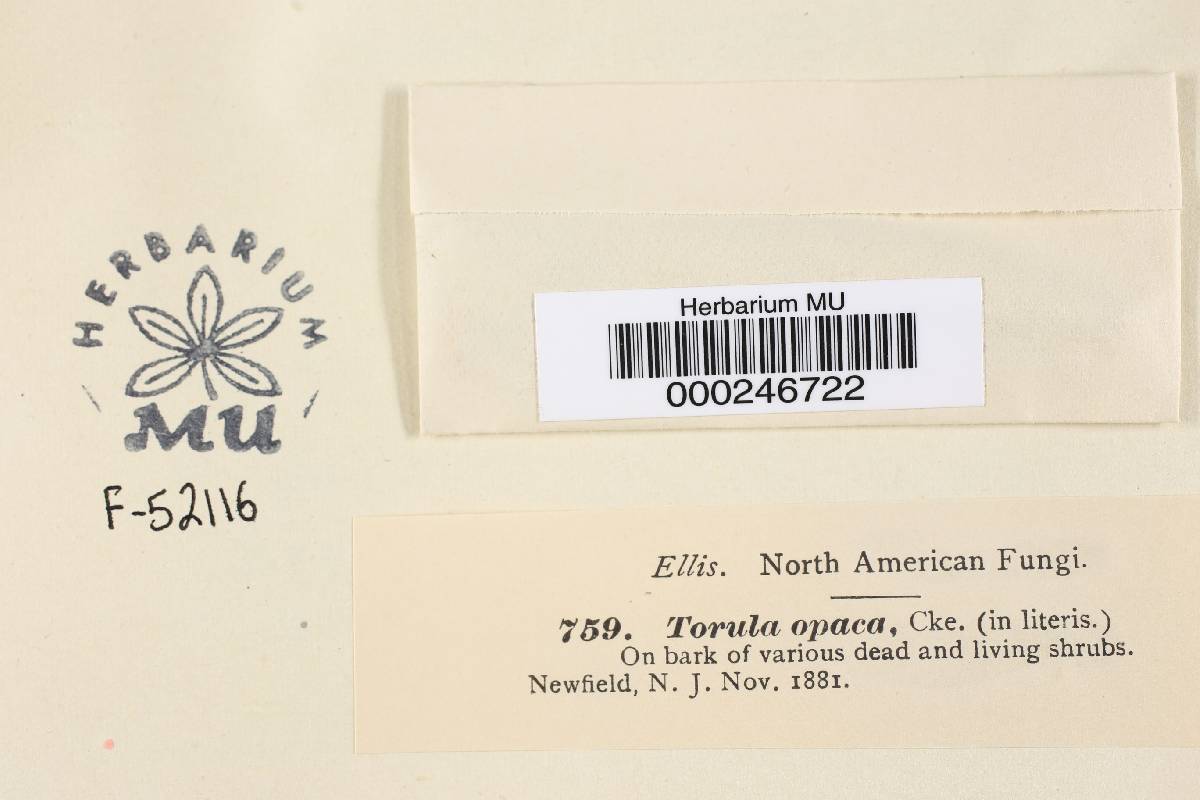 HERBARIUM
MU
F-52116
Herbarium MU
000246722
Ellis. North American Fungi.
759. Torula opaca, Cke. (in literis.)
On bark of various dead and living shrubs.
Newfield, N. J. Nov. 1881.